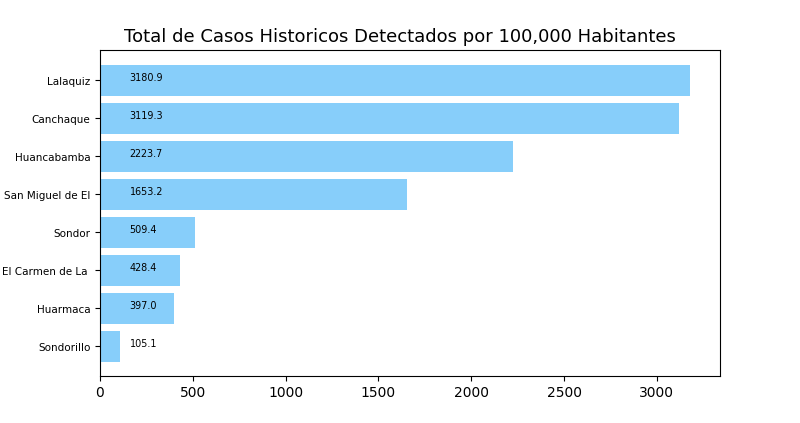 Total de Casos Historicos Detectados por 100,000 Habitantes
Lalaquiz 3180.9
Canchaque 3119.3
Huancabamba 2223.7
San Miguel de El 1653.2
Sondor 509.4
El Carmen de La 428.4
Huarmaca 397.0
Sondorillo 105.1
0 500 1000 1500 2000 2500 3000